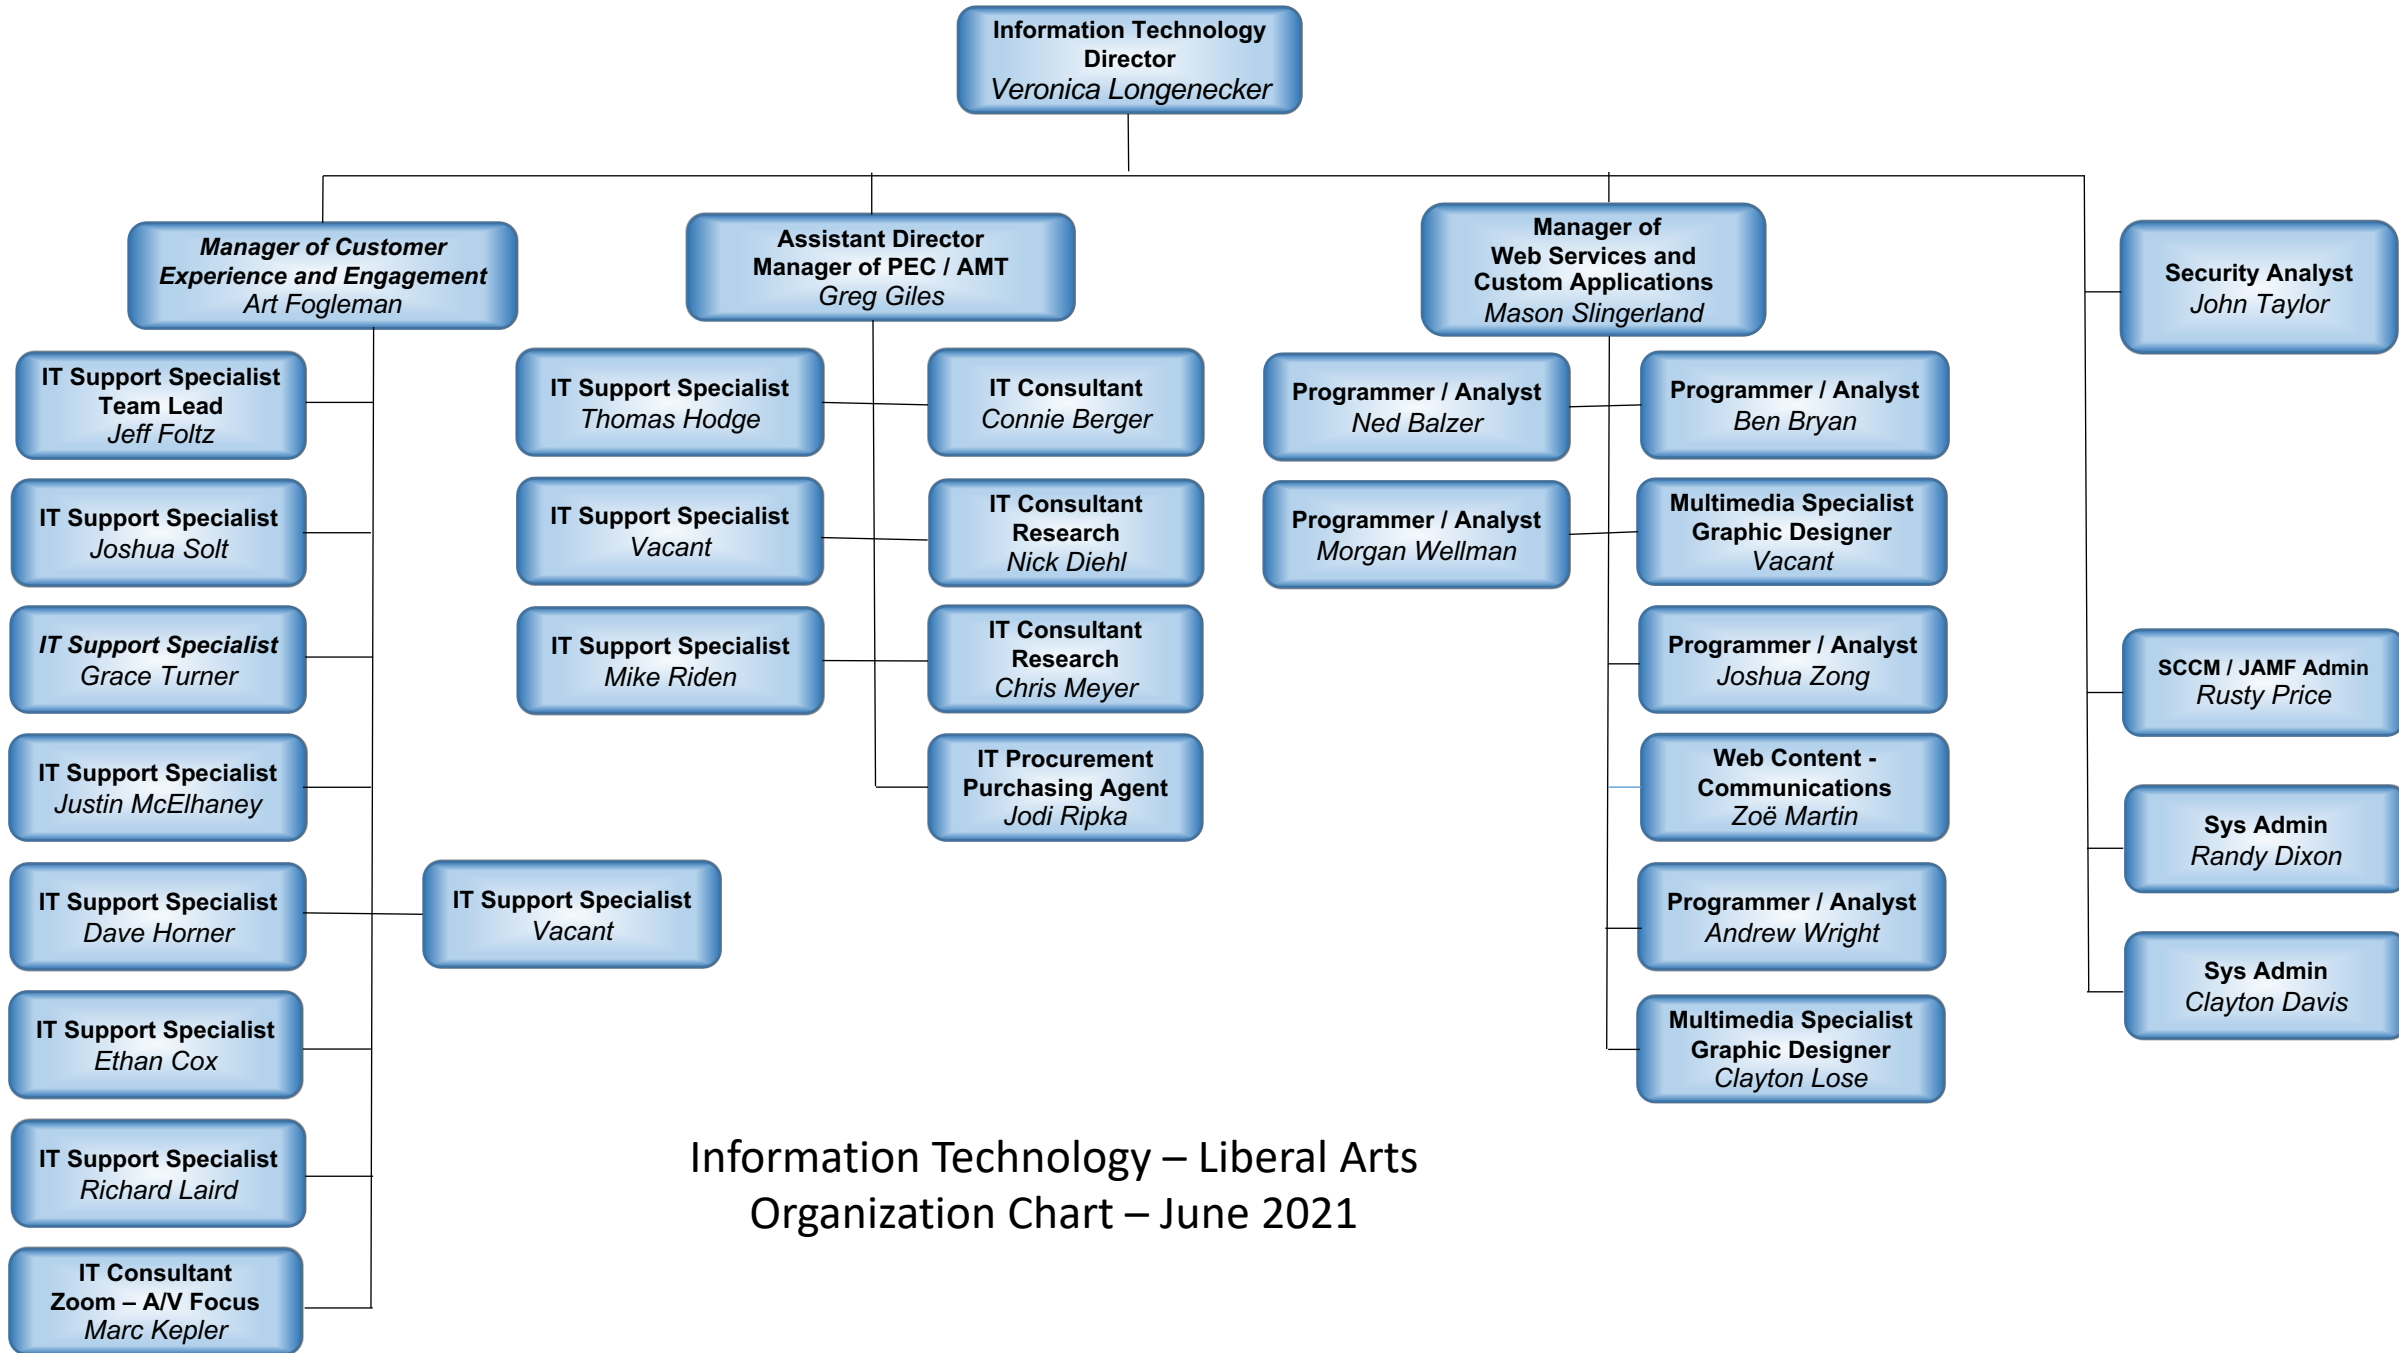 Information Technology
Director
Veronica Longenecker
Manager of Customer
Experience and Engagement
Art Fogleman
Assistant Director
Manager of PEC / AMT
Greg Giles
Manager of
Web Services and
Custom Applications
Mason Slingerland
Security Analyst
John Taylor
IT Support Specialist
Team Lead
Jeff Foltz
IT Support Specialist
Joshua Solt
IT Support Specialist
Grace Turner
IT Support Specialist
Justin McElhaney
IT Support Specialist
Dave Horner
IT Support Specialist
Vacant
IT Support Specialist
Ethan Cox
IT Support Specialist
Richard Laird
IT Consultant
Zoom – A/V Focus
Marc Kepler
IT Support Specialist
Thomas Hodge
IT Consultant
Connie Berger
IT Support Specialist
Vacant
IT Consultant
Research
Nick Diehl
IT Support Specialist
Mike Riden
IT Consultant
Research
Chris Meyer
IT Procurement
Purchasing Agent
Jodi Ripka
Programmer / Analyst
Ned Balzer
Programmer / Analyst
Ben Bryan
Programmer / Analyst
Morgan Wellman
Multimedia Specialist
Graphic Designer
Vacant
Programmer / Analyst
Joshua Zong
Web Content -
Communications
Zoë Martin
Programmer / Analyst
Andrew Wright
Multimedia Specialist
Graphic Designer
Clayton Lose
SCCM / JAMF Admin
Rusty Price
Sys Admin
Randy Dixon
Sys Admin
Clayton Davis
Information Technology – Liberal Arts
Organization Chart – June 2021